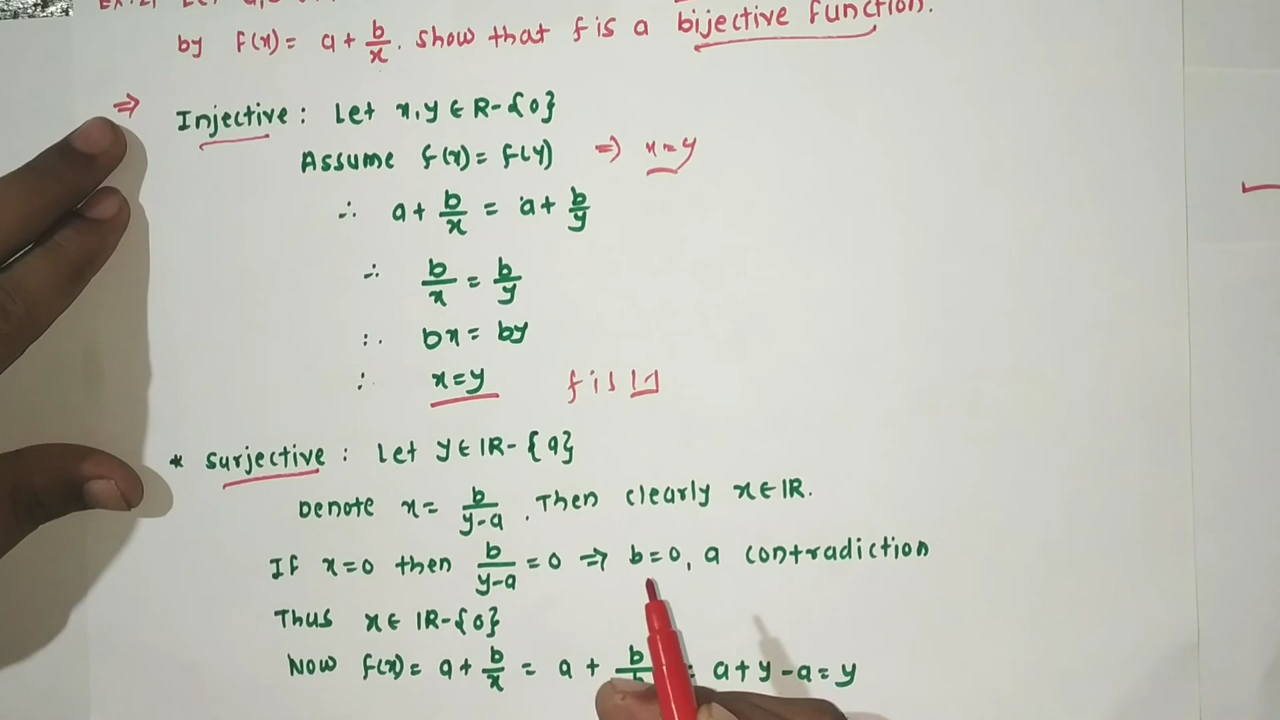 by f(x) = a + b/x. show that f is a bijective function.
⇒ Injective : Let x, y ∈ R-{0}
Assume f(x) = f(y) ⇒ x=y
∴ a + b/x = a + b/y
∴ b/x = b/y
∴ bx = by
∴ x=y f is 1-1
* surjective : Let y ∈ IR - {a}
Denote x = b/y-a . Then clearly x ∈ IR.
If x=0 then b/y-a = 0 ⇒ b=0, a contradiction
Thus x ∈ IR-{0}
Now f(x) = a + b/x = a + b = a+y-a = y